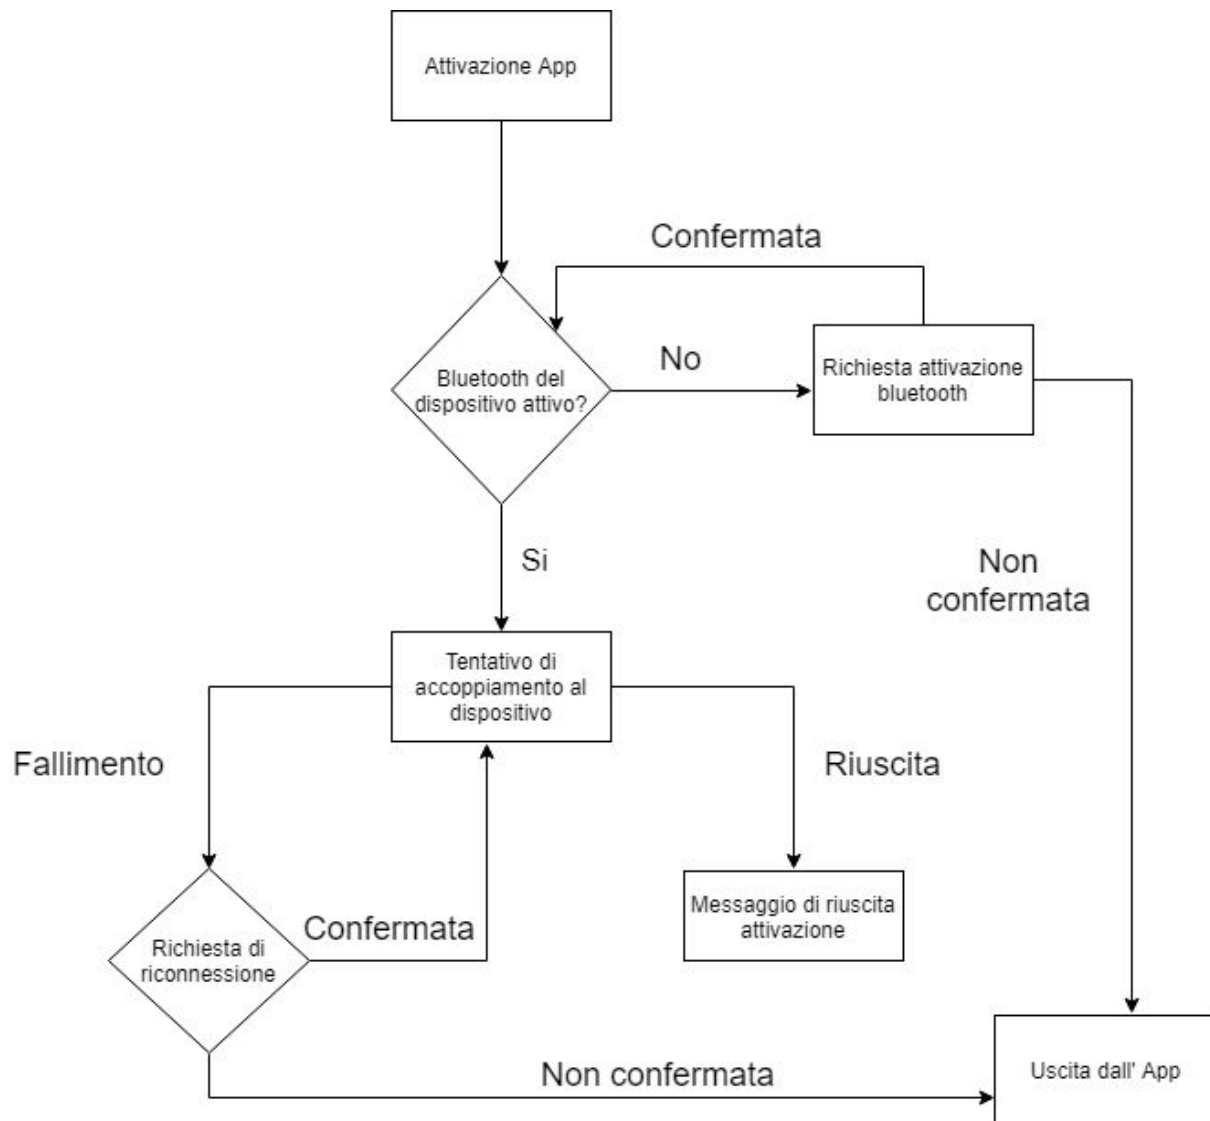 Attivazione App
Confermata
No
Richiesta attivazione
bluetooth
Bluetooth del
dispositivo attivo?
Si
Non
confermata
Tentativo di
accoppiamento al
dispositivo
Fallimento
Riuscita
Messaggio di riuscita
attivazione
Confermata
Richiesta di
riconnessione
Non confermata
Uscita dall' App